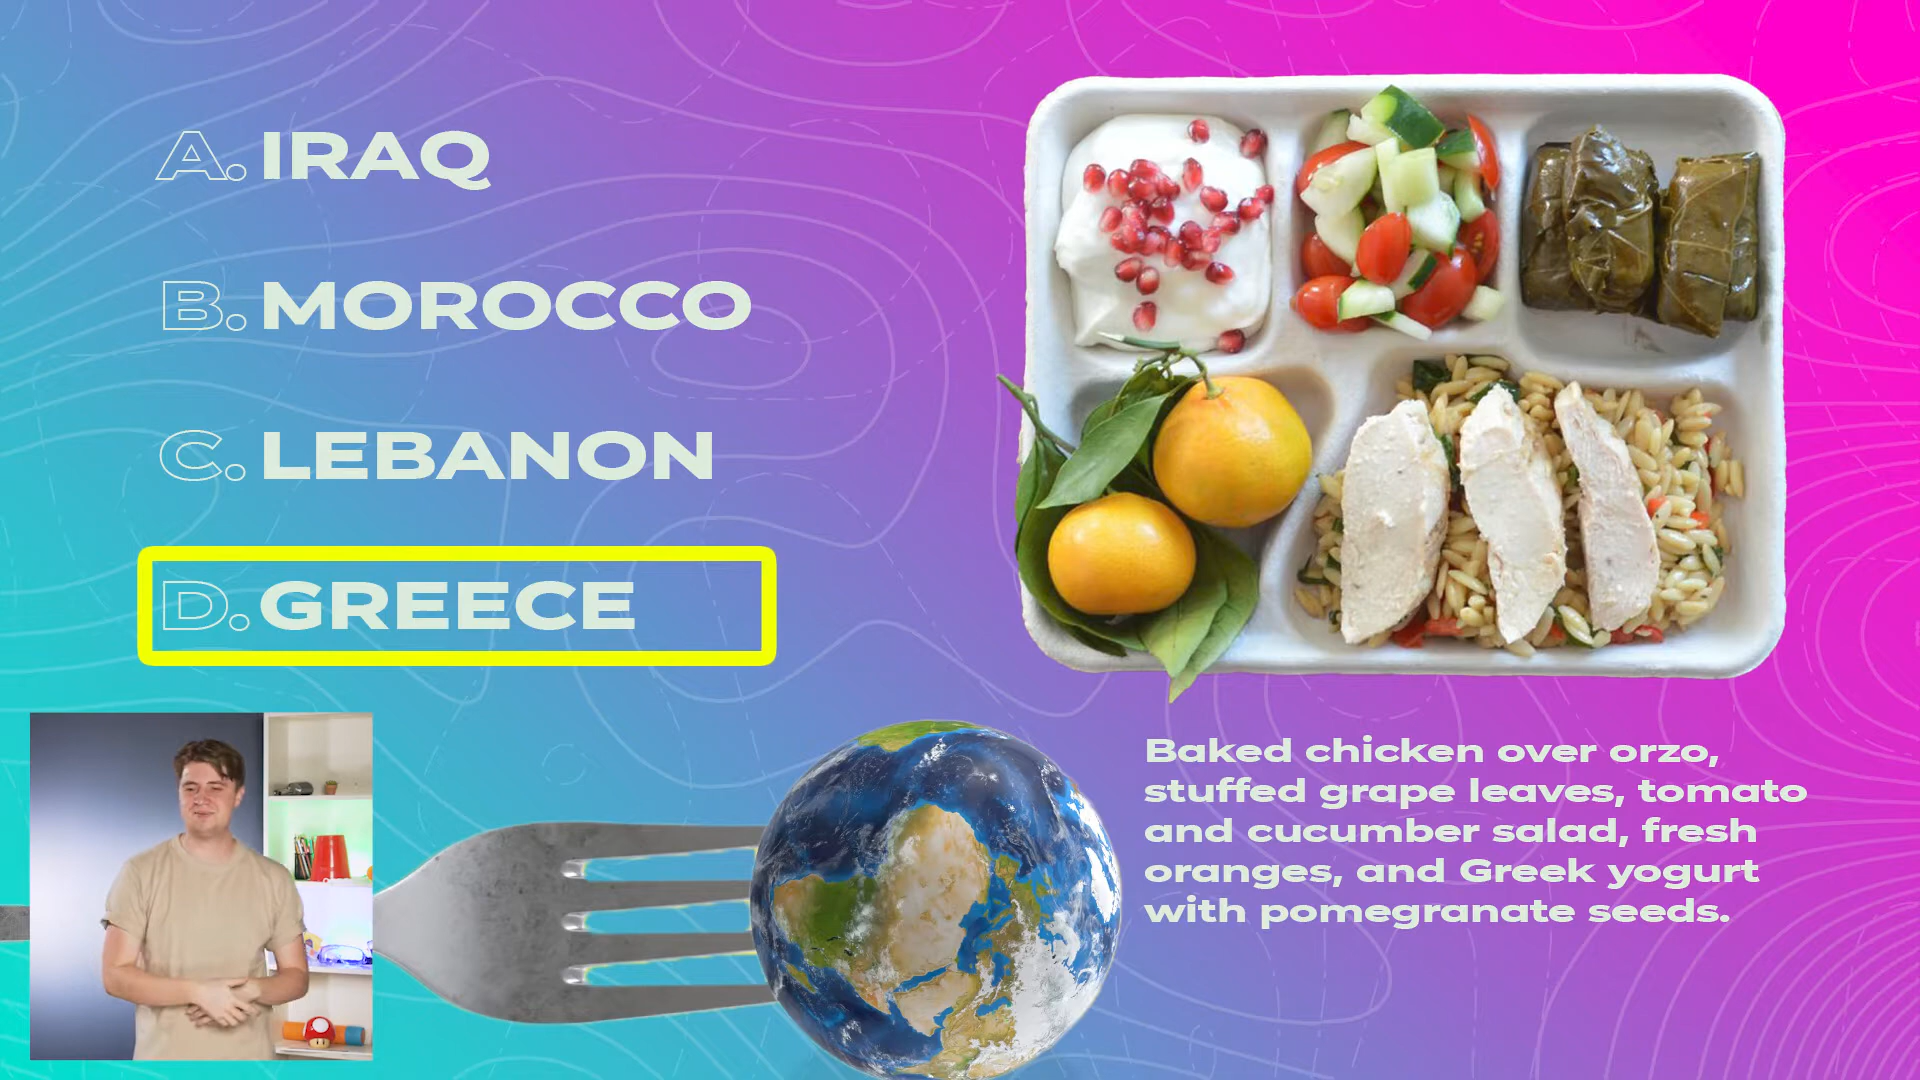 A. IRAQ
B. MOROCCO
C. LEBANON
D. GREECE
Baked chicken over orzo,
stuffed grape leaves, tomato
and cucumber salad, fresh
oranges, and Greek yogurt
with pomegranate seeds.